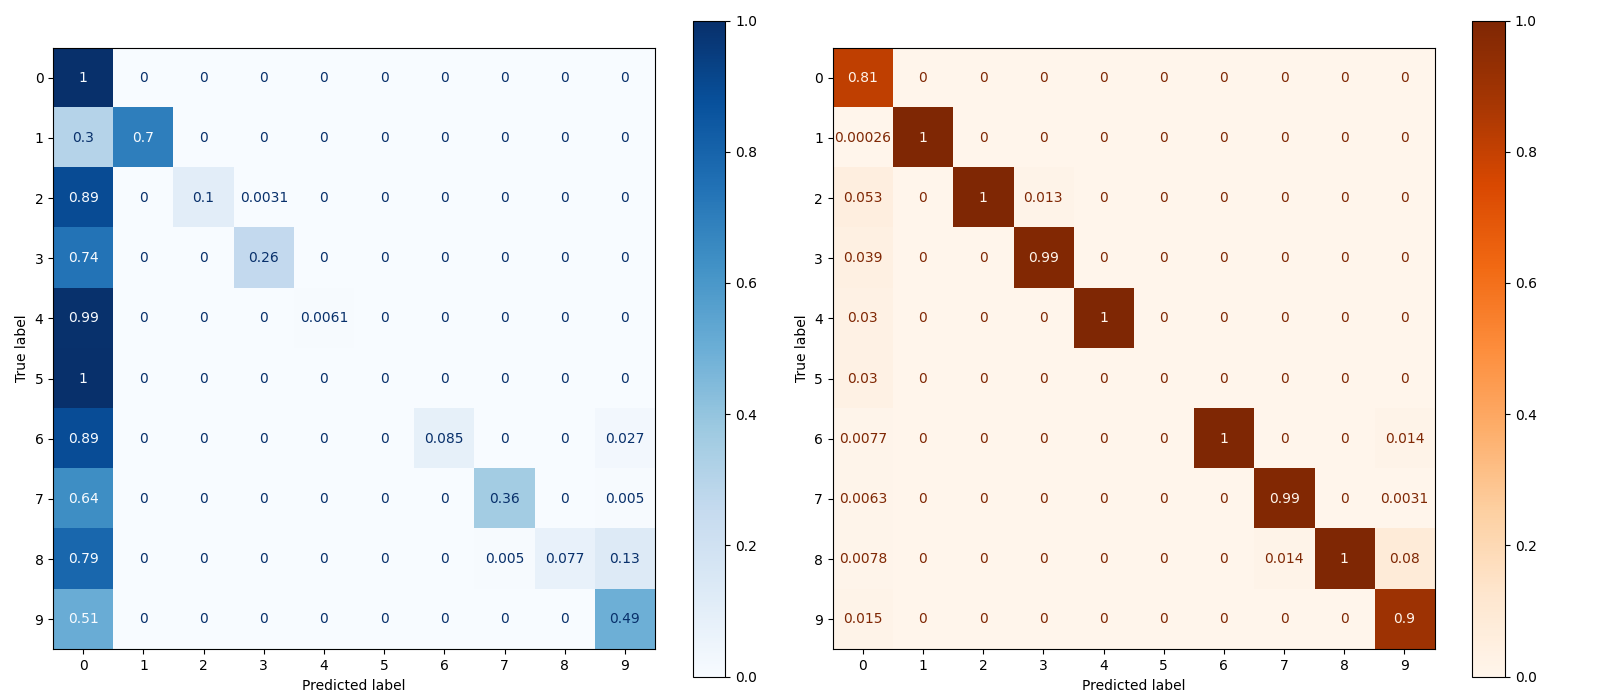 0 1 0 0 0 0 0 0 0 0 0
1 0.3 0.7 0 0 0 0 0 0 0 0
2 0.89 0 0.1 0.0031 0 0 0 0 0 0
3 0.74 0 0 0.26 0 0 0 0 0 0
4 0.99 0 0 0 0.0061 0 0 0 0 0
5 1 0 0 0 0 0 0 0 0 0
6 0.89 0 0 0 0 0 0.085 0 0 0.027
7 0.64 0 0 0 0 0 0 0.36 0 0.005
8 0.79 0 0 0 0 0 0 0.005 0.077 0.13
9 0.51 0 0 0 0 0 0 0 0 0.49
0 1 2 3 4 5 6 7 8 9
True label
Predicted label
1.0
0.8
0.6
0.4
0.2
0.0
0 0.81 0 0 0 0 0 0 0 0 0
1 0.00026 1 0 0 0 0 0 0 0 0
2 0.053 0 1 0.013 0 0 0 0 0 0
3 0.039 0 0 0.99 0 0 0 0 0 0
4 0.03 0 0 0 1 0 0 0 0 0
5 0.03 0 0 0 0 0 0 0 0 0
6 0.0077 0 0 0 0 0 1 0 0 0.014
7 0.0063 0 0 0 0 0 0 0.99 0 0.0031
8 0.0078 0 0 0 0 0 0 0.014 1 0.08
9 0.015 0 0 0 0 0 0 0 0 0.9
0 1 2 3 4 5 6 7 8 9
True label
Predicted label
1.0
0.8
0.6
0.4
0.2
0.0